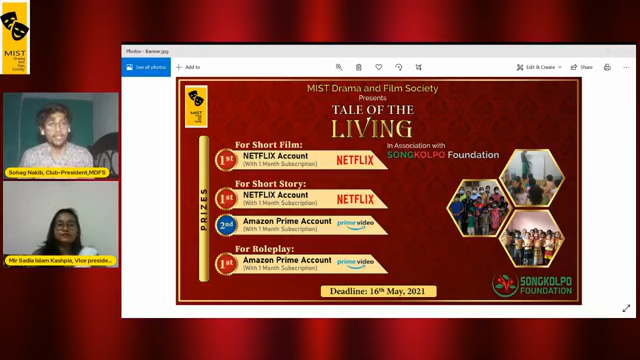 MIST
Drama
and
Film
Society
Sohag Nakib, Club-President,MDFS
Mir Sadia Islam Kashpia, Vice preside...
Photos - Banner.jpg
See all photos
Add to
Edit & Create
Share
MIST Drama and Film Society
Presents
TALE OF THE
LIVING
In Association with
SONGKOLPO Foundation
PRIZES
For Short Film:
1st
NETFLIX Account
(With 1 Month Subscription)
NETFLIX
For Short Story:
1st
NETFLIX Account
(With 1 Month Subscription)
NETFLIX
2nd
Amazon Prime Account
(With 1 Month Subscription)
prime video
For Roleplay:
1st
Amazon Prime Account
(With 1 Month Subscription)
prime video
Deadline: 16th May, 2021
SONGKOLPO
FOUNDATION